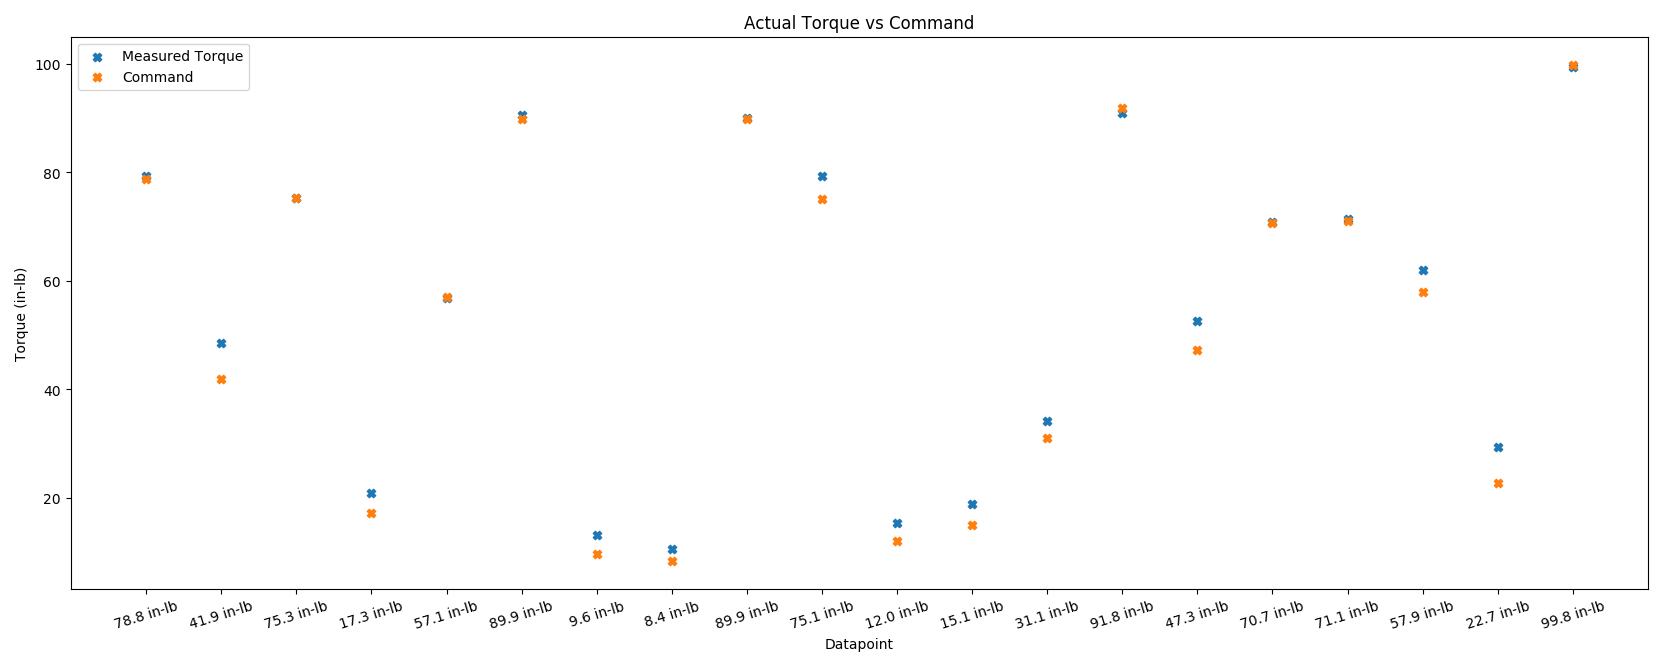 Actual Torque vs Command
Measured Torque
Command
100
80
60
40
20
Torque (in-lb)
78.8 in-lb
41.9 in-lb
75.3 in-lb
17.3 in-lb
57.1 in-lb
89.9 in-lb
9.6 in-lb
8.4 in-lb
89.9 in-lb
75.1 in-lb
12.0 in-lb
15.1 in-lb
31.1 in-lb
91.8 in-lb
47.3 in-lb
70.7 in-lb
71.1 in-lb
57.9 in-lb
22.7 in-lb
99.8 in-lb
Datapoint